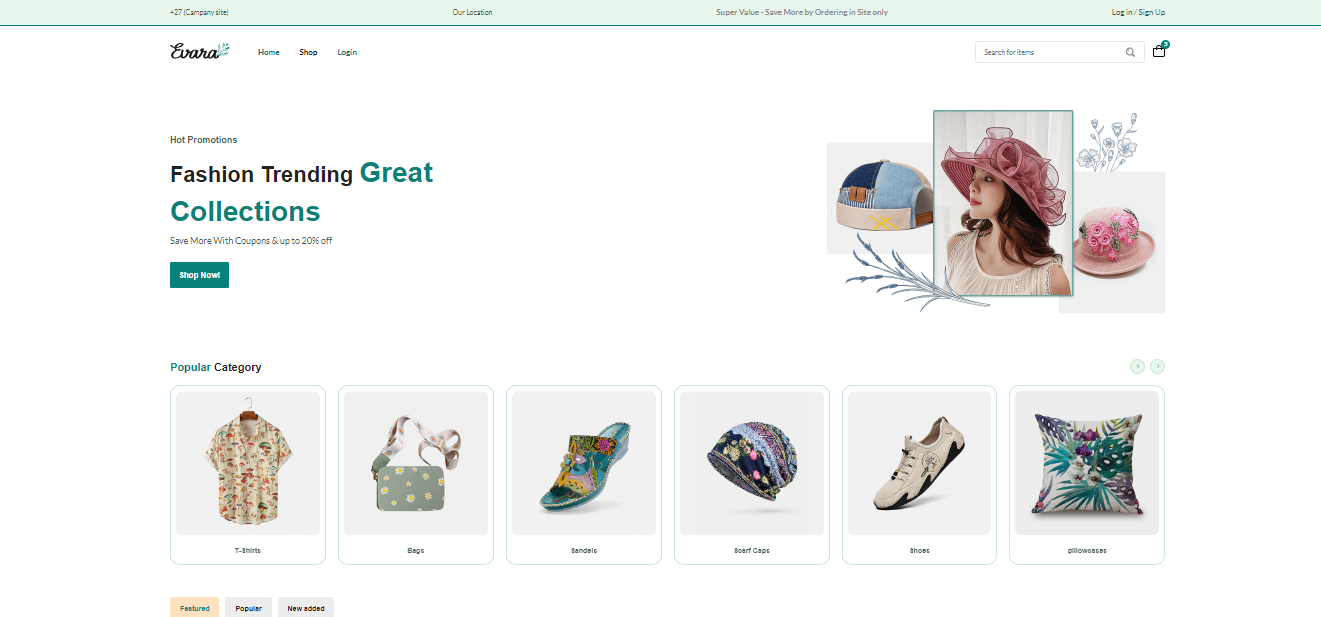 +27 (Campany site)
Our Location
Super Value - Save More by Ordering in Site only
Log in / Sign Up
Evara
Home
Shop
Login
Search for items
Hot Promotions
Fashion Trending Great
Collections
Save More With Coupons & up to 20% off
Shop Now!
Popular Category
T-Shirts
Bags
Sandels
Scarf Caps
Shoes
pillowcases
Featured
Popular
New added